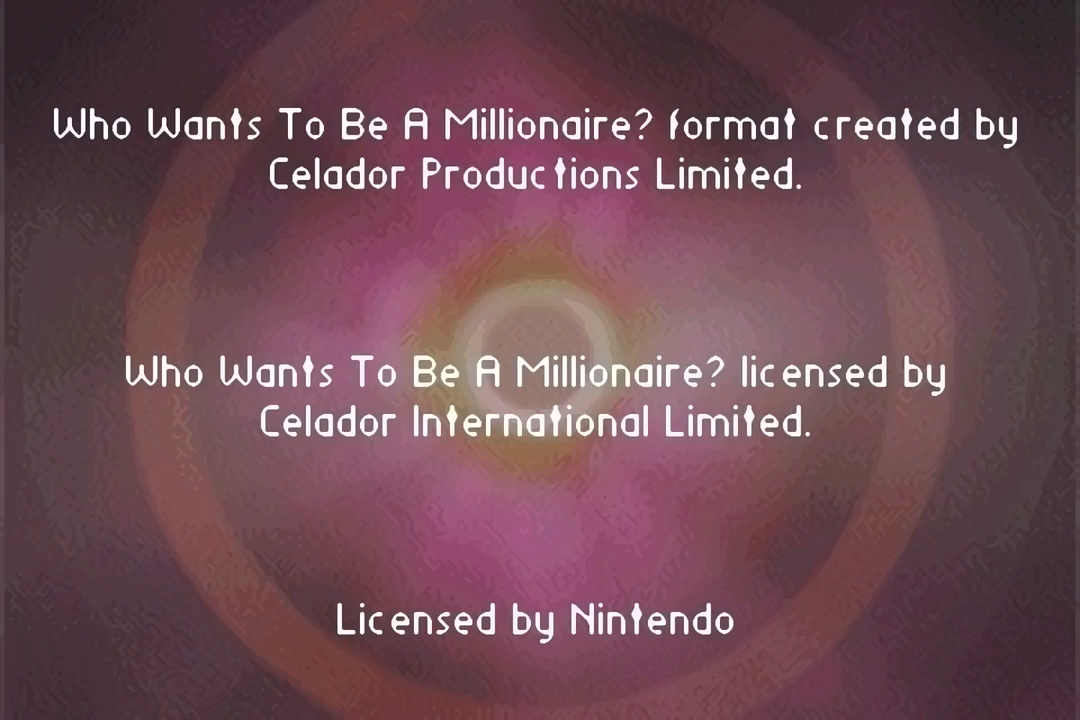 Who Wants To Be A Millionaire? format created by
Celador Productions Limited.
Who Wants To Be A Millionaire? licensed by
Celador International Limited.
Licensed by Nintendo